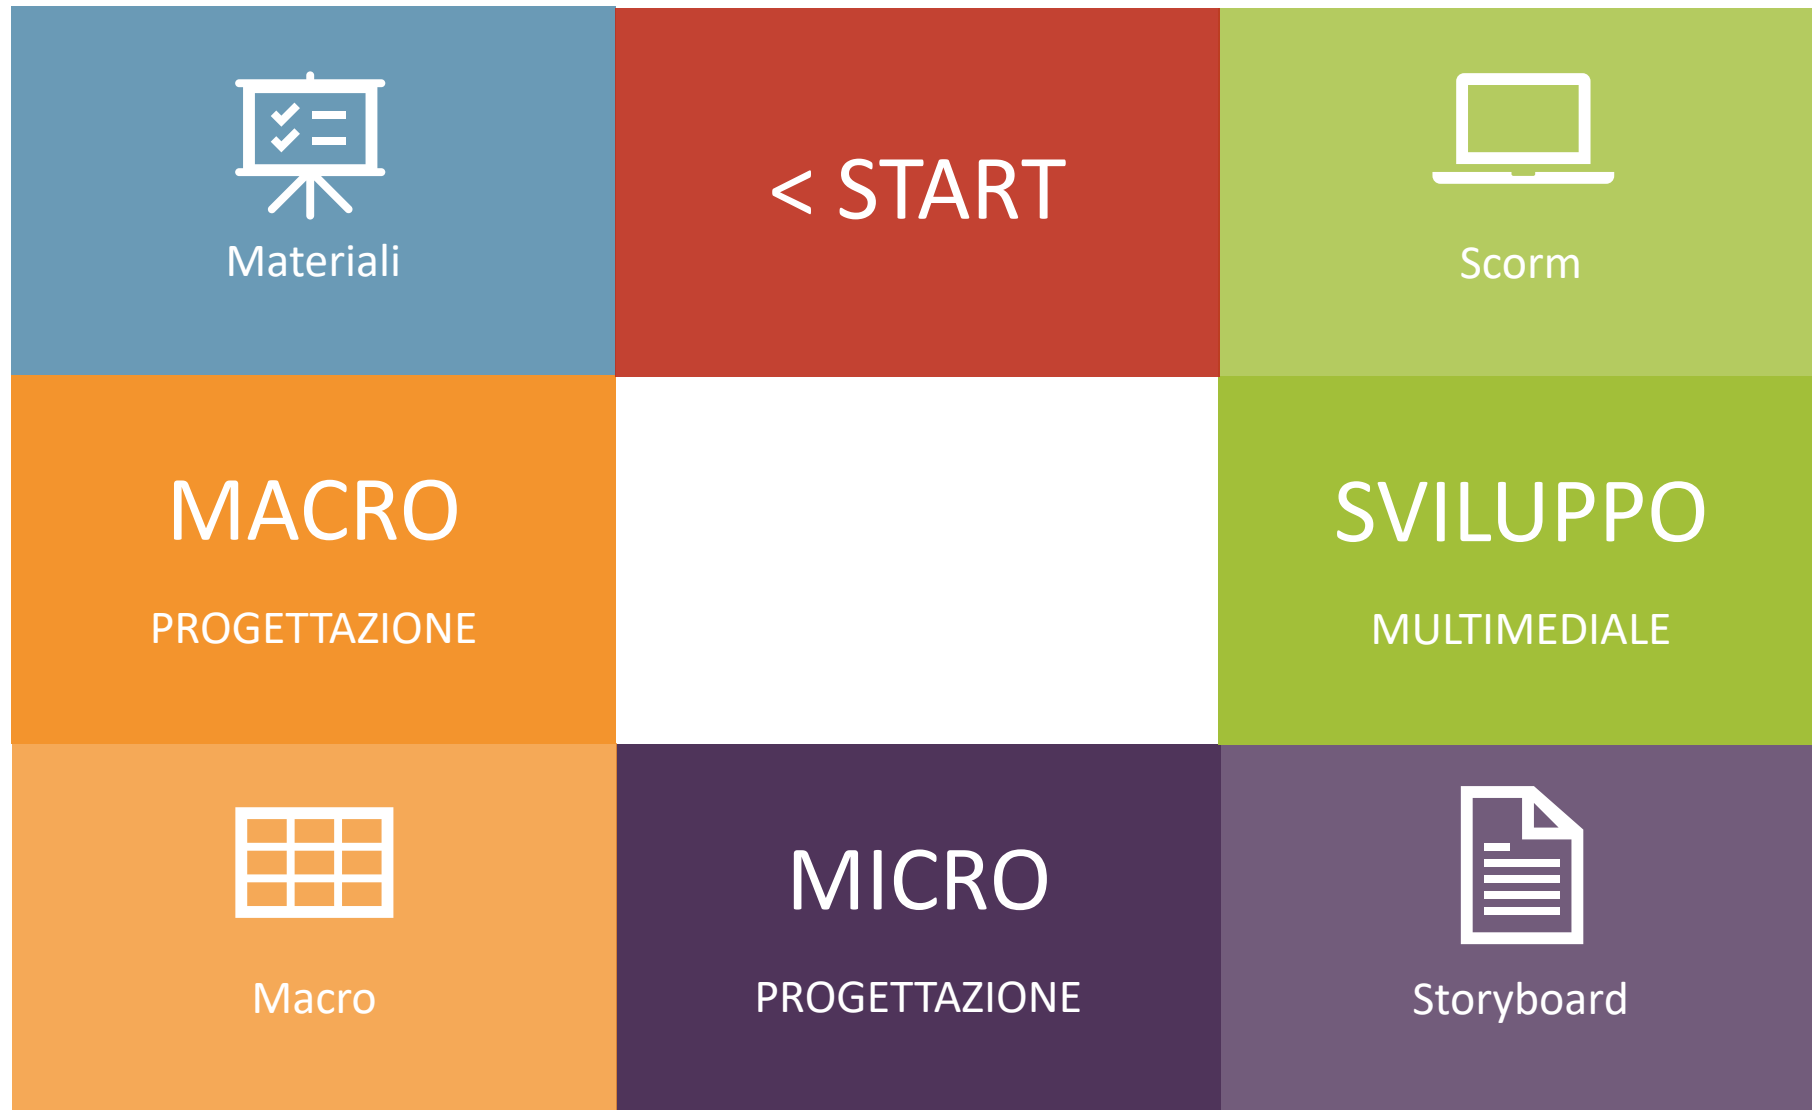 Materiali
< START
Scorm
MACRO
PROGETTAZIONE
SVILUPPO
MULTIMEDIALE
Macro
MICRO
PROGETTAZIONE
Storyboard